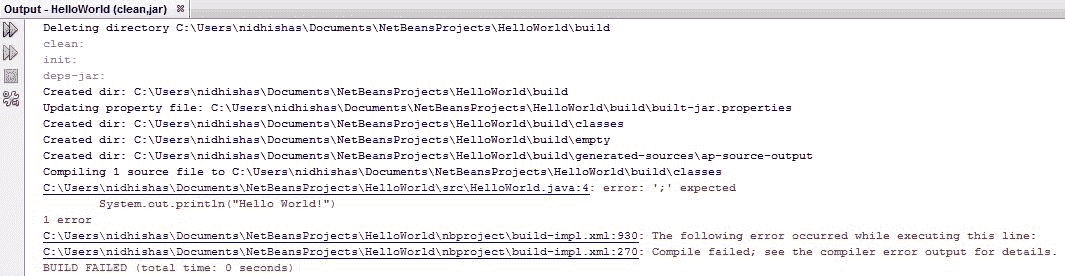 Output - HelloWorld (clean,jar)
Deleting directory C:\Users\nidhishas\Documents\NetBeansProjects\HelloWorld\build
clean:
init:
deps-jar:
Created dir: C:\Users\nidhishas\Documents\NetBeansProjects\HelloWorld\build
Updating property file: C:\Users\nidhishas\Documents\NetBeansProjects\HelloWorld\build\built-jar.properties
Created dir: C:\Users\nidhishas\Documents\NetBeansProjects\HelloWorld\build\classes
Created dir: C:\Users\nidhishas\Documents\NetBeansProjects\HelloWorld\build\empty
Created dir: C:\Users\nidhishas\Documents\NetBeansProjects\HelloWorld\build\generated-sources\ap-source-output
Compiling 1 source file to C:\Users\nidhishas\Documents\NetBeansProjects\HelloWorld\build\classes
C:\Users\nidhishas\Documents\NetBeansProjects\HelloWorld\src\HelloWorld.java:4: error: ';' expected
System.out.println("Hello World!")
1 error
C:\Users\nidhishas\Documents\NetBeansProjects\HelloWorld\nbproject\build-impl.xml:930: The following error occurred while executing this line:
C:\Users\nidhishas\Documents\NetBeansProjects\HelloWorld\nbproject\build-impl.xml:270: Compile failed; see the compiler error output for details.
BUILD FAILED (total time: 0 seconds)